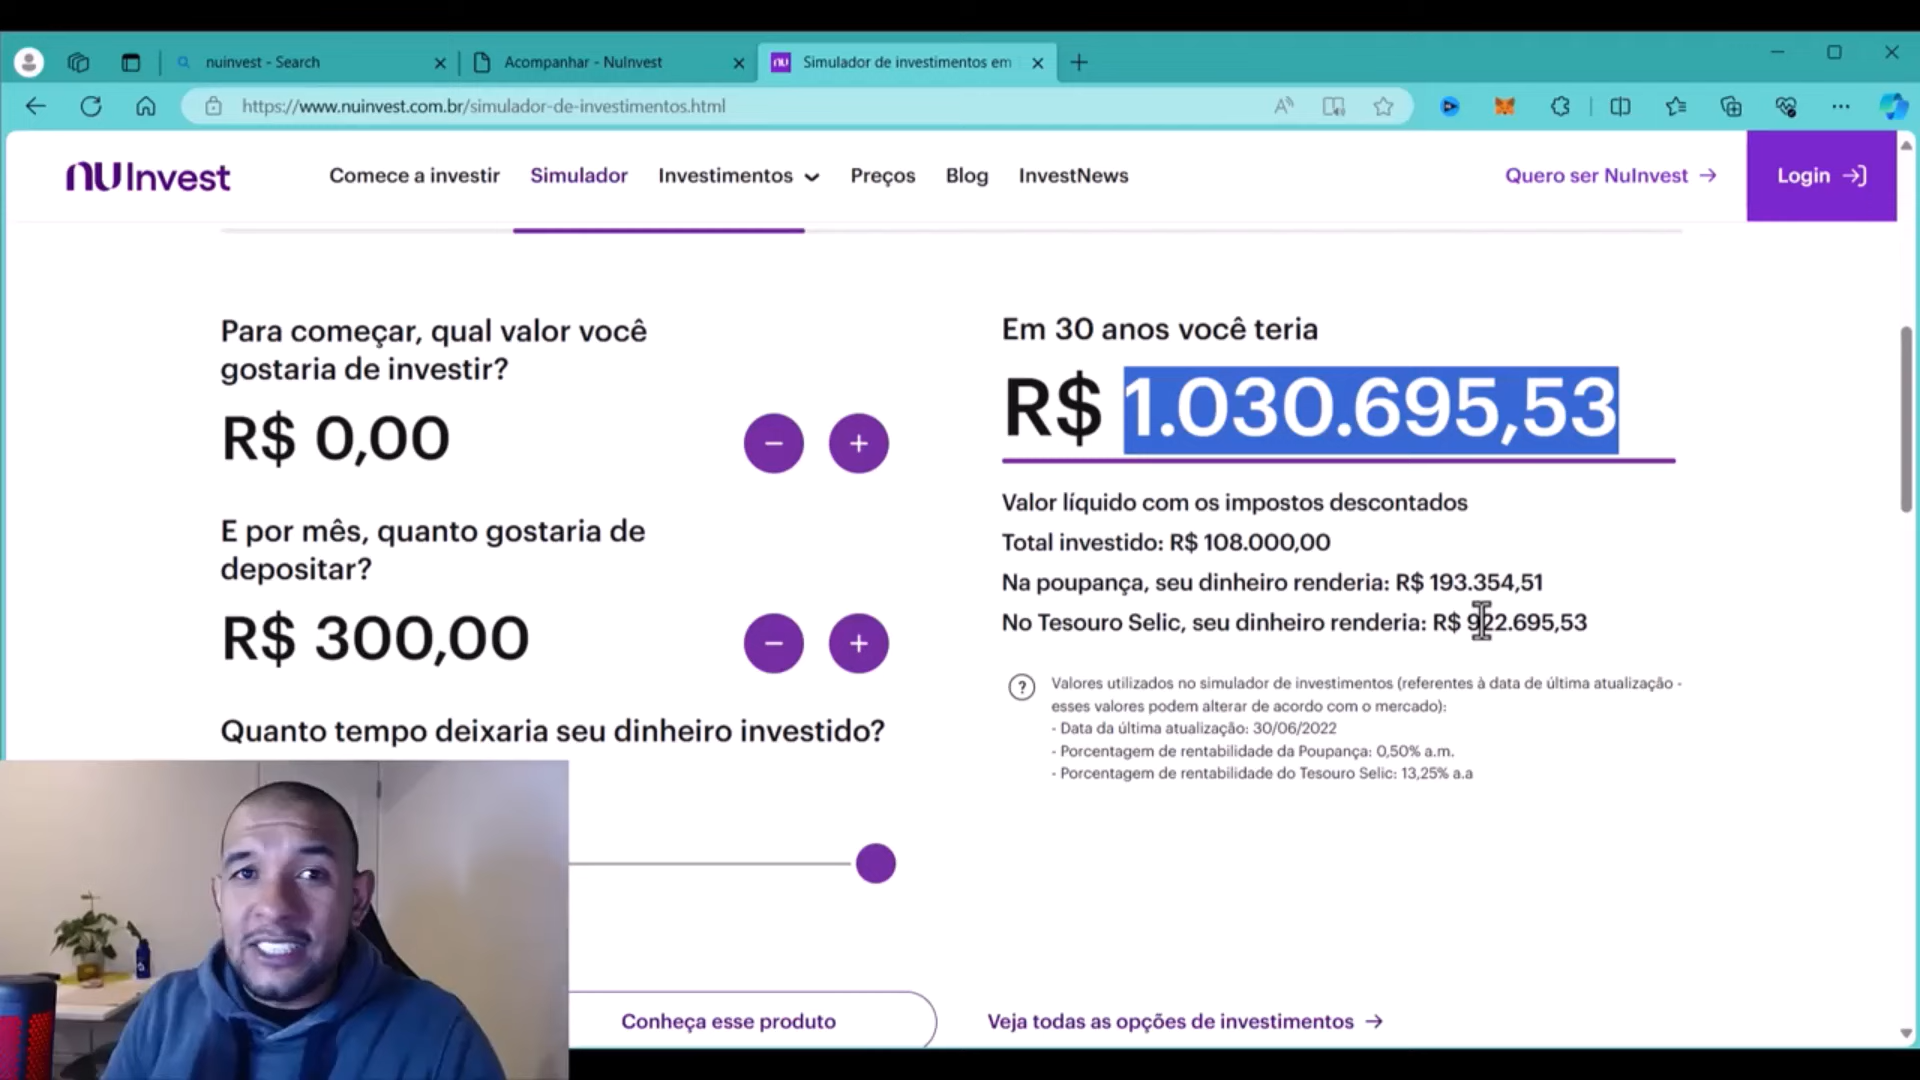 nuinvest - Search
Acompanhar - NuInvest
nu
Simulador de investimentos em
https://www.nuinvest.com.br/simulador-de-investimentos.html
nu Invest
Comece a investir
Simulador
Investimentos
Preços
Blog
InvestNews
Quero ser NuInvest →
Login
Para começar, qual valor você
gostaria de investir?
R$ 0,00
− +
E por mês, quanto gostaria de
depositar?
R$ 300,00
− +
Quanto tempo deixaria seu dinheiro investido?
Em 30 anos você teria
R$ 1.030.695,53
Valor líquido com os impostos descontados
Total investido: R$ 108.000,00
Na poupança, seu dinheiro renderia: R$ 193.354,51
No Tesouro Selic, seu dinheiro renderia: R$ 922.695,53
? Valores utilizados no simulador de investimentos (referentes à data de última atualização -
esses valores podem alterar de acordo com o mercado):
- Data da última atualização: 30/06/2022
- Porcentagem de rentabilidade da Poupança: 0,50% a.m.
- Porcentagem de rentabilidade do Tesouro Selic: 13,25% a.a
Conheça esse produto
Veja todas as opções de investimentos →